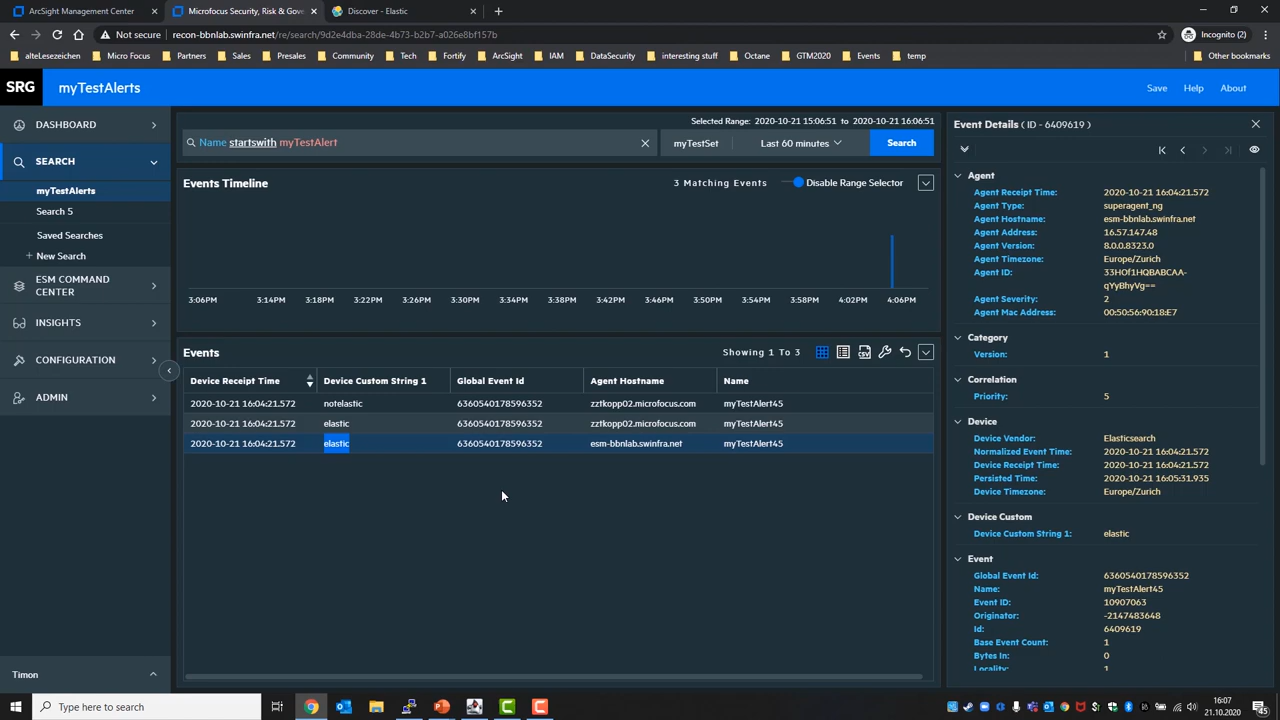 ArcSight Management Center
Microfocus Security, Risk & Gove
Discover - Elastic
Not secure
recon-bbnlab.swinfra.net/re/search/9d2e4dba-28de-4b73-b2b7-a026e8bf157b
Incognito (2)
alteLesezeichen
Micro Focus
Partners
Sales
Presales
Community
Tech
Fortify
ArcSight
IAM
DataSecurity
interesting stuff
Octane
GTM2020
Events
temp
Other bookmarks
SRG
myTestAlerts
Save
Help
About
DASHBOARD
SEARCH
myTestAlerts
Search 5
Saved Searches
+ New Search
ESM COMMAND
CENTER
INSIGHTS
CONFIGURATION
ADMIN
Timon
Selected Range: 2020-10-21 15:06:51 to 2020-10-21 16:06:51
Name startswith myTestAlert
myTestSet
Last 60 minutes
Search
Events Timeline
3 Matching Events
Disable Range Selector
3:06PM 3:14PM 3:18PM 3:22PM 3:26PM 3:30PM 3:34PM 3:38PM 3:42PM 3:46PM 3:50PM 3:54PM 3:58PM 4:02PM 4:06PM
Events
Showing 1 To 3
CSV
Device Receipt Time Device Custom String 1 Global Event Id Agent Hostname Name
2020-10-21 16:04:21.572 notelastic 6360540178596352 zztkopp02.microfocus.com myTestAlert45
2020-10-21 16:04:21.572 elastic 6360540178596352 zztkopp02.microfocus.com myTestAlert45
2020-10-21 16:04:21.572 elastic 6360540178596352 esm-bbnlab.swinfra.net myTestAlert45
Event Details ( ID - 6409619 )
Agent
Agent Receipt Time: 2020-10-21 16:04:21.572
Agent Type: superagent_ng
Agent Hostname: esm-bbnlab.swinfra.net
Agent Address: 16.57.147.48
Agent Version: 8.0.0.8323.0
Agent Timezone: Europe/Zurich
Agent ID: 33HOf1HQBABCAA-
qYyBhyVg==
Agent Severity: 2
Agent Mac Address: 00:50:56:90:18:E7
Category
Version: 1
Correlation
Priority: 5
Device
Device Vendor: Elasticsearch
Normalized Event Time: 2020-10-21 16:04:21.572
Device Receipt Time: 2020-10-21 16:04:21.572
Persisted Time: 2020-10-21 16:05:31.935
Device Timezone: Europe/Zurich
Device Custom
Device Custom String 1: elastic
Event
Global Event Id: 6360540178596352
Name: myTestAlert45
Event ID: 10907063
Originator: -2147483648
Id: 6409619
Base Event Count: 1
Bytes In: 0
Locality: 1
Type here to search
16:07
21.10.2020
45